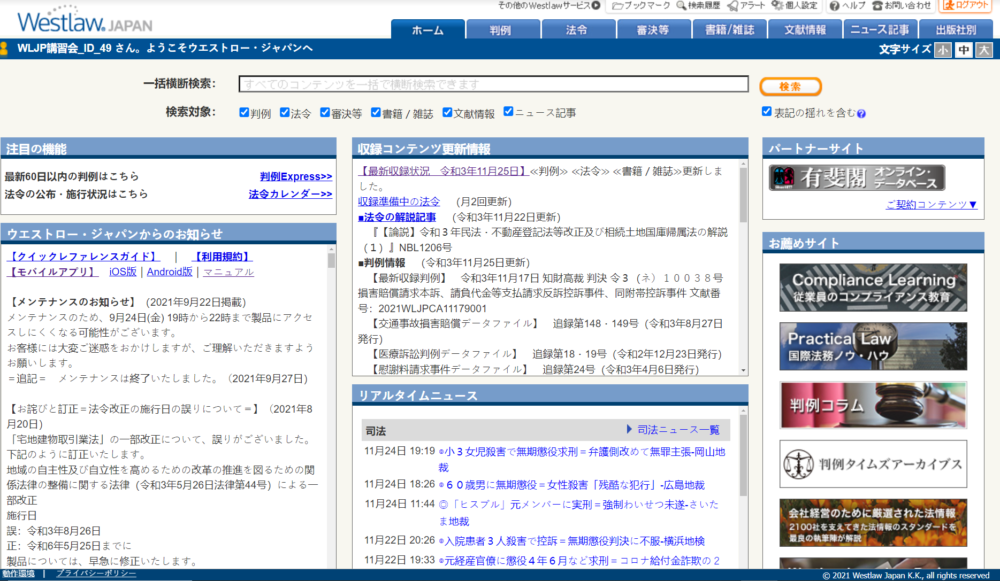 その他のWestlawサービス
ブックマーク 検索履歴 アラート 個人設定
ヘルプ お問い合わせ
ログアウト
Westlaw. JAPAN
ホーム 判例 法令 審決等 書籍/雑誌 文献情報 ニュース記事 出版社別
WLJP講習会_ID_49 さん。ようこそウエストロー・ジャパンへ
文字サイズ 小 中 大
一括横断検索:
すべてのコンテンツを一括で横断検索できます
検索
検索対象:
判例 法令 審決等 書籍 / 雑誌 文献情報 ニュース記事
表記の揺れを含む ?
注目の機能
最新60日以内の判例はこちら 判例Express>>
法令の公布・施行状況はこちら 法令カレンダー>>
ウエストロー・ジャパンからのお知らせ
【クイックレファレンスガイド】 | 【利用規約】
【モバイルアプリ】 iOS版 | Android版 | マニュアル
【メンテナンスのお知らせ】 (2021年9月22日掲載)
メンテナンスのため、9月24日(金) 19時から22時まで製品にアクセ
スしにくくなる可能性がございます。
お客様には大変ご迷惑をおかけしますが、ご理解いただきますよう
お願いします。
＝追記＝ メンテナンスは終了いたしました。（2021年9月27日）
【お詫びと訂正＝法令改正の施行日の誤りについて＝】（2021年8
月20日)
「宅地建物取引業法」の一部改正について、誤りがございました。
下記のように訂正いたします。
地域の自主性及び自立性を高めるための改革の推進を図るための関
係法律の整備に関する法律（令和3年5月26日法律第44号）による一
部改正
施行日
誤：令和3年8月26日
正：令和6年5月25日までに
製品については、早急に修正いたします。
収録コンテンツ更新情報
【最新収録状況 令和3年11月25日】≪判例≫ ≪法令≫ ≪書籍 / 雑誌≫更新しま
した。
収録準備中の法令 (月2回更新)
■法令の解説記事 (令和3年11月22日更新)
『【論説】令和３年民法・不動産登記法等改正及び相続土地国庫帰属法の解説
（１）』NBL1206号
■判例情報 (令和3年11月25日更新)
【最新収録判例】 令和3年11月17日 知財高裁 判決 令３（ネ）１００３８号
損害賠償請求本訴、請負代金等支払請求反訴控訴事件、同附帯控訴事件 文献番
号：2021WLJPCA11179001
【交通事故損害賠償データファイル】 追録第148・149号 (令和3年8月27日
発行)
【医療訴訟判例データファイル】 追録第18・19号 (令和2年12月23日発行)
【慰謝料請求事件データファイル】 追録第24号 (令和3年4月6日発行)
リアルタイムニュース
司法 司法ニュース一覧
11月24日 19:19 ◎小３女児殺害で無期懲役求刑＝弁護側改めて無罪主張-岡山地
裁
11月24日 18:26 ◎６０歳男に無期懲役＝女性殺害「残酷な犯行」-広島地裁
11月24日 11:44 ◎「ヒスブル」元メンバーに実刑＝強制わいせつ未遂-さいた
ま地裁
11月22日 20:26 ◎入院患者３人殺害で控訴＝無期懲役判決に不服-横浜地検
11月22日 19:33 ◎元経産官僚に懲役４年６月など求刑＝コロナ給付金詐欺の２
パートナーサイト
Since1877
有斐閣 オンライン・データベース
ご契約コンテンツ▼
お薦めサイト
Compliance Learning
従業員のコンプライアンス教育
Practical Law
国際法務ノウ・ハウ
判例コラム
判例タイムズアーカイブス
会社経営のために厳選された法情報
2100社を支えてきた法情報のスタンダードを
最良の執筆陣が解説
動作環境 | プライバシーポリシー
© 2021 Westlaw Japan K.K., all rights reserved